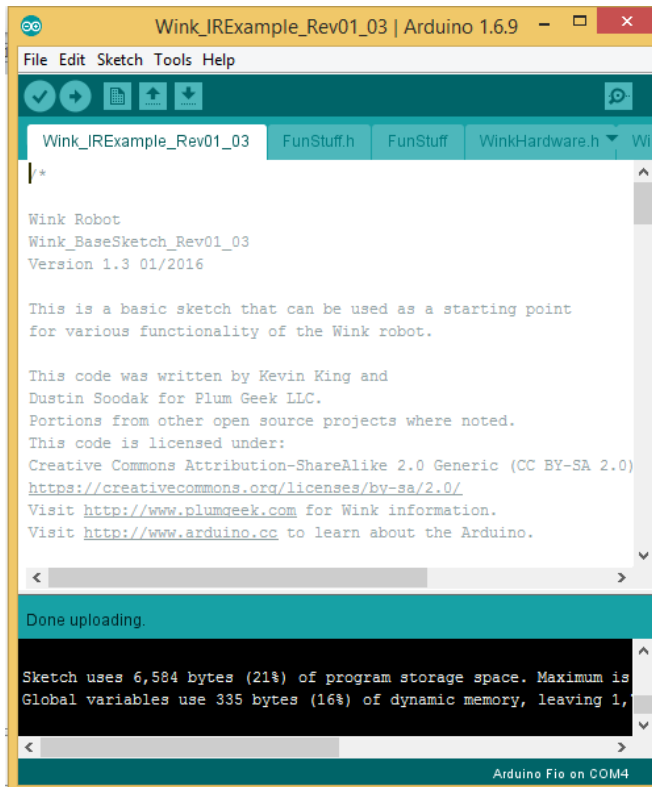 Wink_IRExample_Rev01_03 | Arduino 1.6.9
File Edit Sketch Tools Help
Wink_IRExample_Rev01_03 FunStuff.h FunStuff WinkHardware.h Wi
/*
Wink Robot
Wink_BaseSketch_Rev01_03
Version 1.3 01/2016
This is a basic sketch that can be used as a starting point
for various functionality of the Wink robot.
This code was written by Kevin King and
Dustin Soodak for Plum Geek LLC.
Portions from other open source projects where noted.
This code is licensed under:
Creative Commons Attribution-ShareAlike 2.0 Generic (CC BY-SA 2.0)
https://creativecommons.org/licenses/by-sa/2.0/
Visit http://www.plumgeek.com for Wink information.
Visit http://www.arduino.cc to learn about the Arduino.
Done uploading.
Sketch uses 6,584 bytes (21%) of program storage space. Maximum is
Global variables use 335 bytes (16%) of dynamic memory, leaving 1,
Arduino Fio on COM4